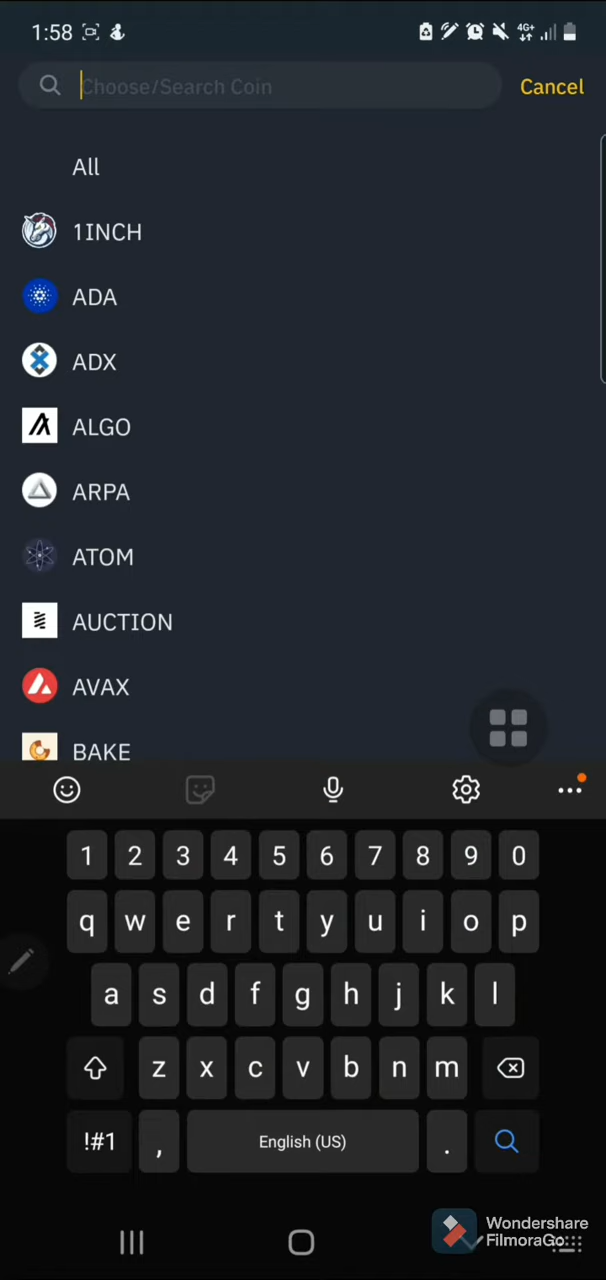 1:58
4G+
Choose/Search Coin
Cancel
All
1INCH
ADA
ADX
ALGO
ARPA
ATOM
AUCTION
AVAX
BAKE
1 2 3 4 5 6 7 8 9 0
q w e r t y u i o p
a s d f g h j k l
z x c v b n m
!#1 , English (US) .
Wondershare
FilmoraGo